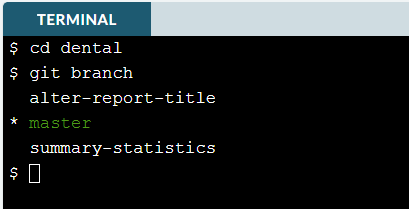 TERMINAL
$ cd dental
$ git branch
  alter-report-title
* master
  summary-statistics
$